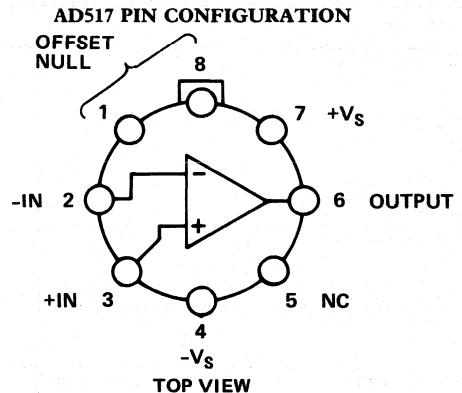 AD517 PIN CONFIGURATION
OFFSET
NULL
8
1
7 +VS
-IN 2
−
6 OUTPUT
+
+IN 3
5 NC
4
-VS
TOP VIEW